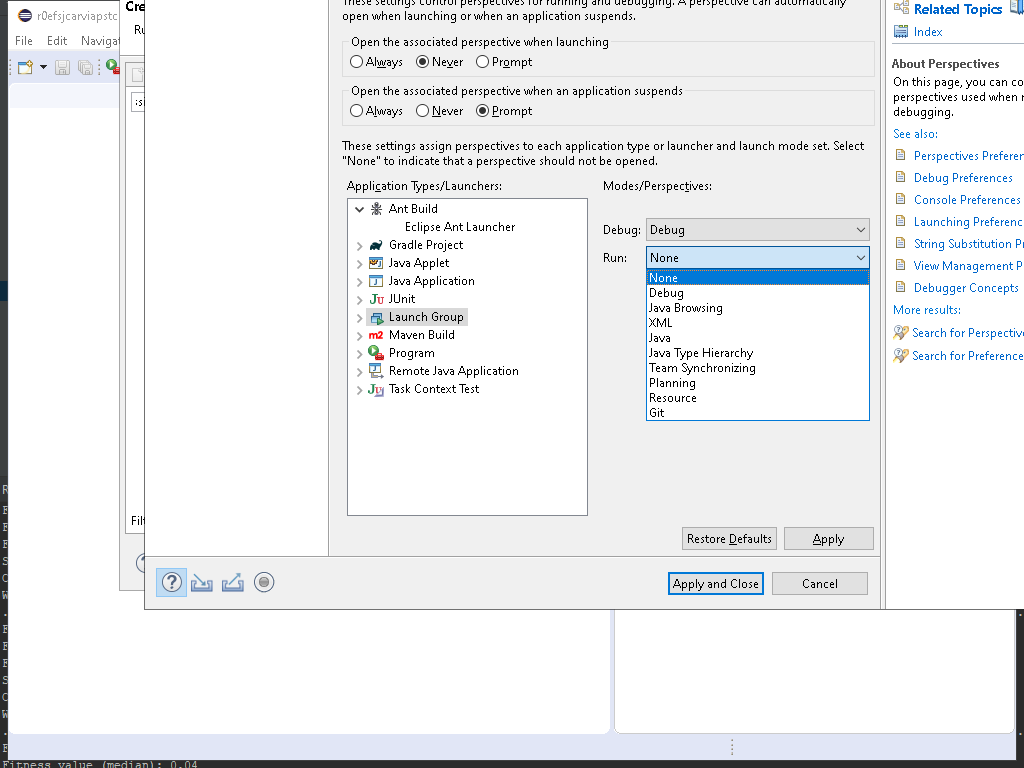 These settings control perspectives for running and debugging. A perspective can automatically
open when launching or when an application suspends.
Open the associated perspective when launching
Always Never Prompt
Open the associated perspective when an application suspends
Always Never Prompt
These settings assign perspectives to each application type or launcher and launch mode set. Select
"None" to indicate that a perspective should not be opened.
Application Types/Launchers:
Ant Build
Eclipse Ant Launcher
Gradle Project
Java Applet
Java Application
Ju JUnit
Launch Group
m2 Maven Build
Program
Remote Java Application
Ju Task Context Test
Modes/Perspectives:
Debug: Debug
Run: None
None
Debug
Java Browsing
XML
Java
Java Type Hierarchy
Team Synchronizing
Planning
Resource
Git
Restore Defaults
Apply
Apply and Close
Cancel
Related Topics
Index
About Perspectives
On this page, you can co
perspectives used when r
debugging.
See also:
Perspectives Preferen
Debug Preferences
Console Preferences
Launching Preferenc
String Substitution Pr
View Management P
Debugger Concepts
More results:
Search for Perspective
Search for Preference
r0efsjcarviapstc
File Edit Navigat
Cre
Ru
Filt
Fitness value (median): 0.04